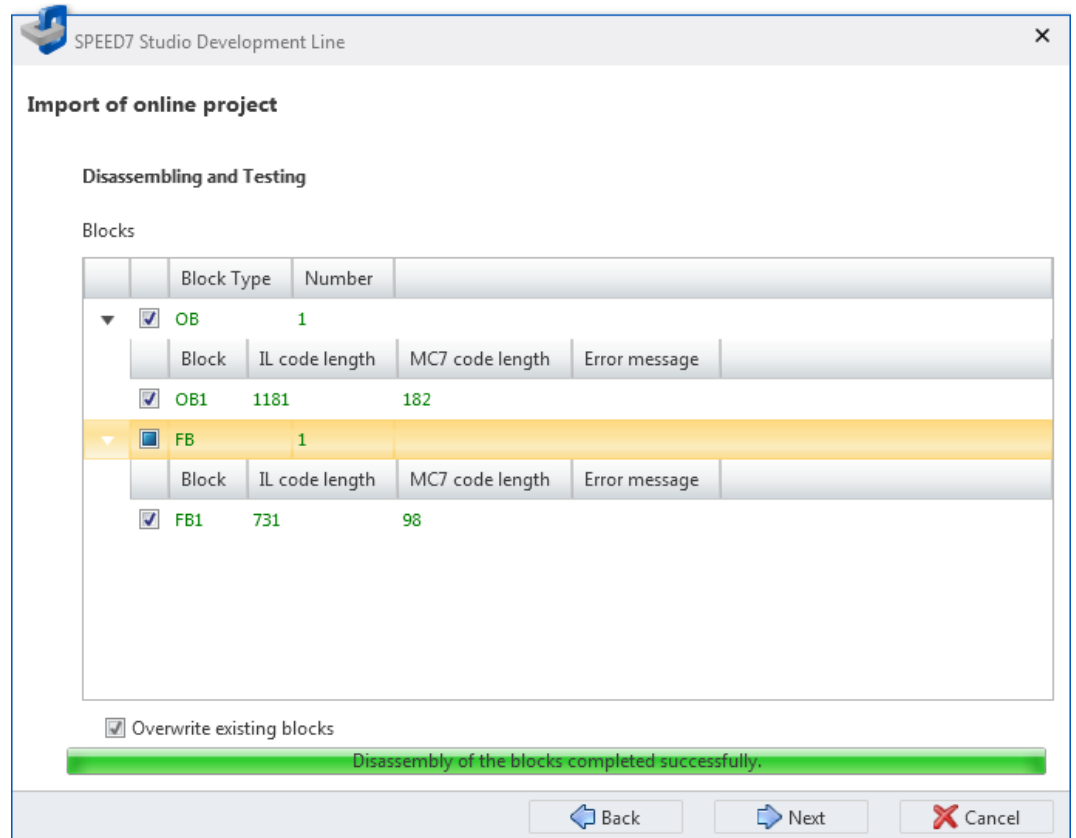 SPEED7 Studio Development Line
Import of online project
Disassembling and Testing
Blocks
Block Type Number
OB 1
Block IL code length MC7 code length Error message
OB1 1181 182
FB 1
Block IL code length MC7 code length Error message
FB1 731 98
Overwrite existing blocks
Disassembly of the blocks completed successfully.
Back Next Cancel